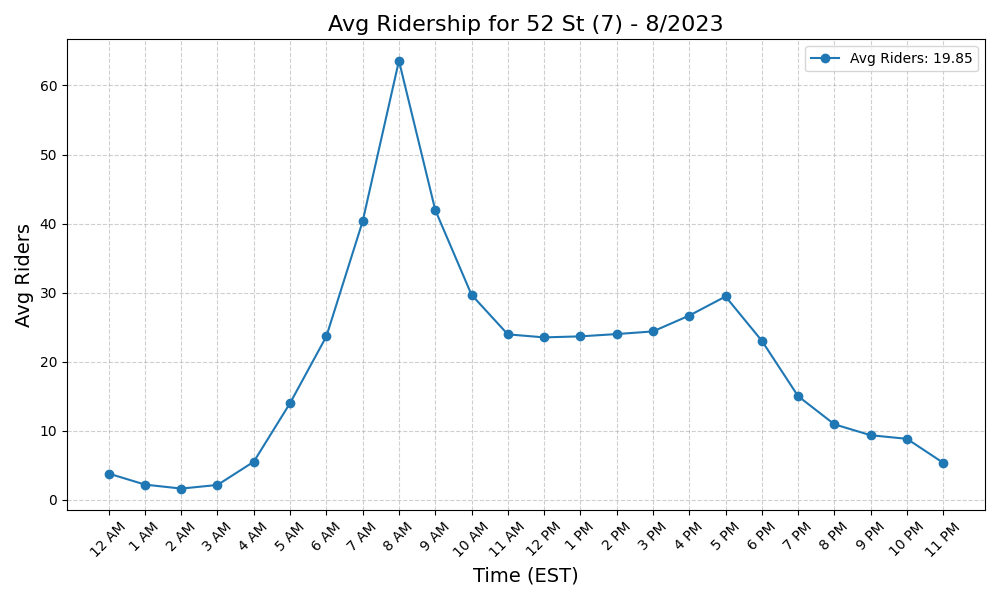 Avg Ridership for 52 St (7) - 8/2023
Avg Riders: 19.85
Avg Riders
60
50
40
30
20
10
0
12 AM
1 AM
2 AM
3 AM
4 AM
5 AM
6 AM
7 AM
8 AM
9 AM
10 AM
11 AM
12 PM
1 PM
2 PM
3 PM
4 PM
5 PM
6 PM
7 PM
8 PM
9 PM
10 PM
11 PM
Time (EST)